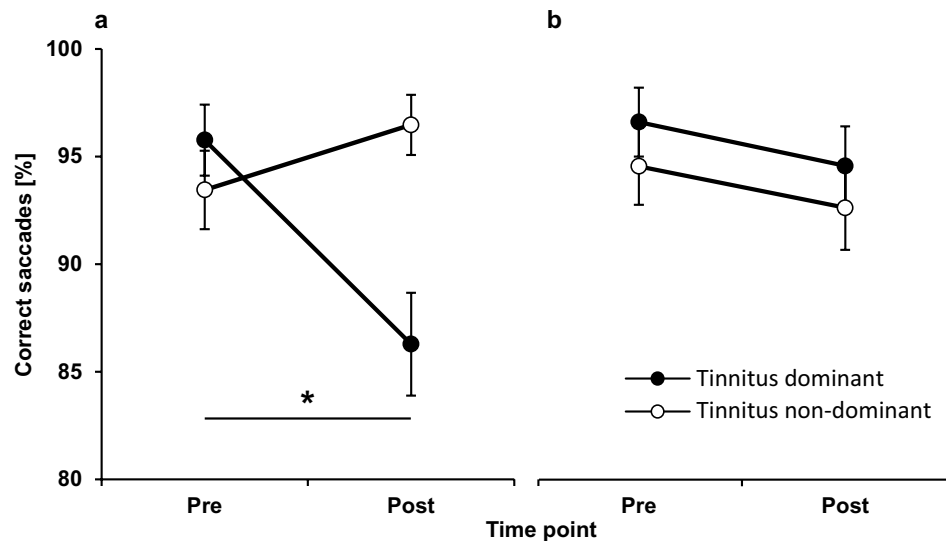 a
b
100
95
90
85
80
Correct saccades [%]
*
Tinnitus dominant
Tinnitus non-dominant
Pre
Post
Pre
Post
Time point